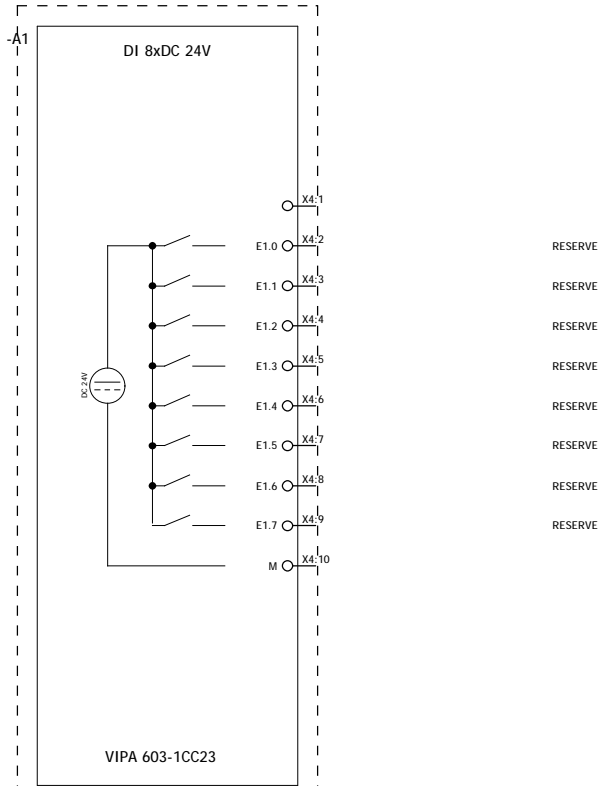 -A1
DI 8xDC 24V
X4:1
E1.0 X4:2 RESERVE
E1.1 X4:3 RESERVE
E1.2 X4:4 RESERVE
E1.3 X4:5 RESERVE
DC 24V
E1.4 X4:6 RESERVE
E1.5 X4:7 RESERVE
E1.6 X4:8 RESERVE
E1.7 X4:9 RESERVE
M X4:10
VIPA 603-1CC23